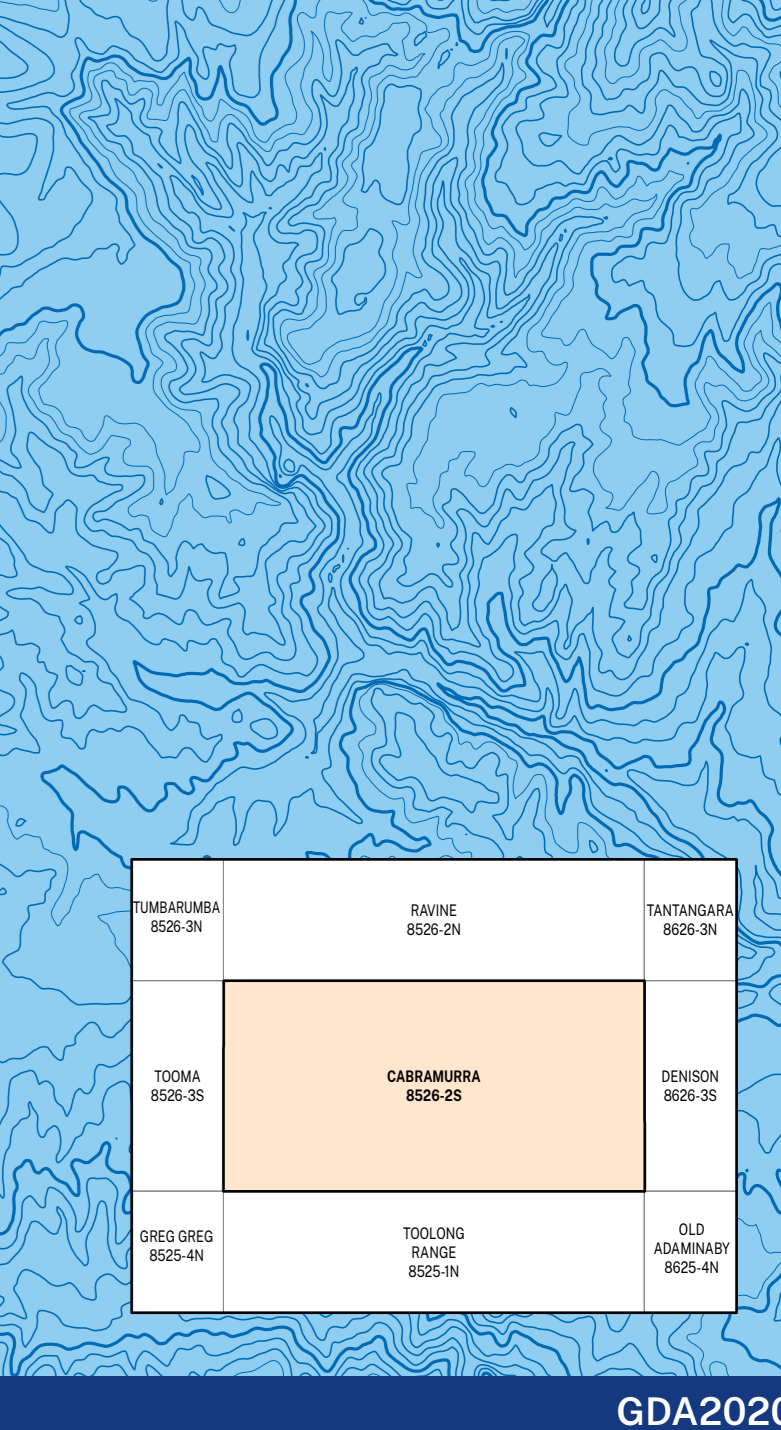 TUMBARUMBA
8526-3N
RAVINE
8526-2N
TANTANGARA
8626-3N
TOOMA
8526-3S
CABRAMURRA
8526-2S
DENISON
8626-3S
GREG GREG
8525-4N
TOOLONG
RANGE
8525-1N
OLD
ADAMINABY
8625-4N
GDA2020